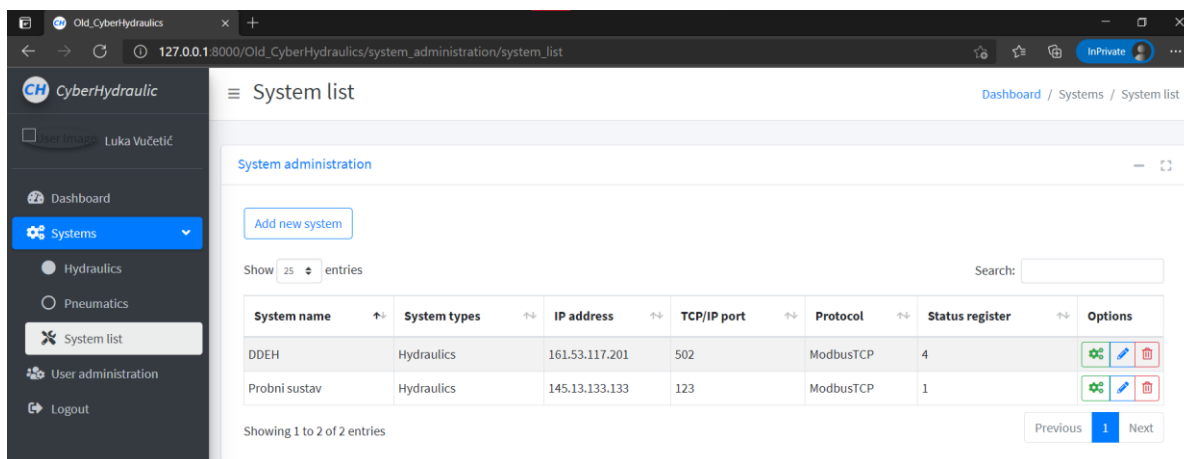 Old_CyberHydraulics
127.0.0.1:8000/Old_CyberHydraulics/system_administration/system_list
InPrivate
CH CyberHydraulic
System list
Dashboard / Systems / System list
User image Luka Vučetić
System administration
Dashboard
Add new system
Systems
Hydraulics
Show 25 entries
Search:
Pneumatics
System name System types IP address TCP/IP port Protocol Status register Options
System list
DDEH Hydraulics 161.53.117.201 502 ModbusTCP 4
User administration
Probni sustav Hydraulics 145.13.133.133 123 ModbusTCP 1
Logout
Showing 1 to 2 of 2 entries
Previous 1 Next